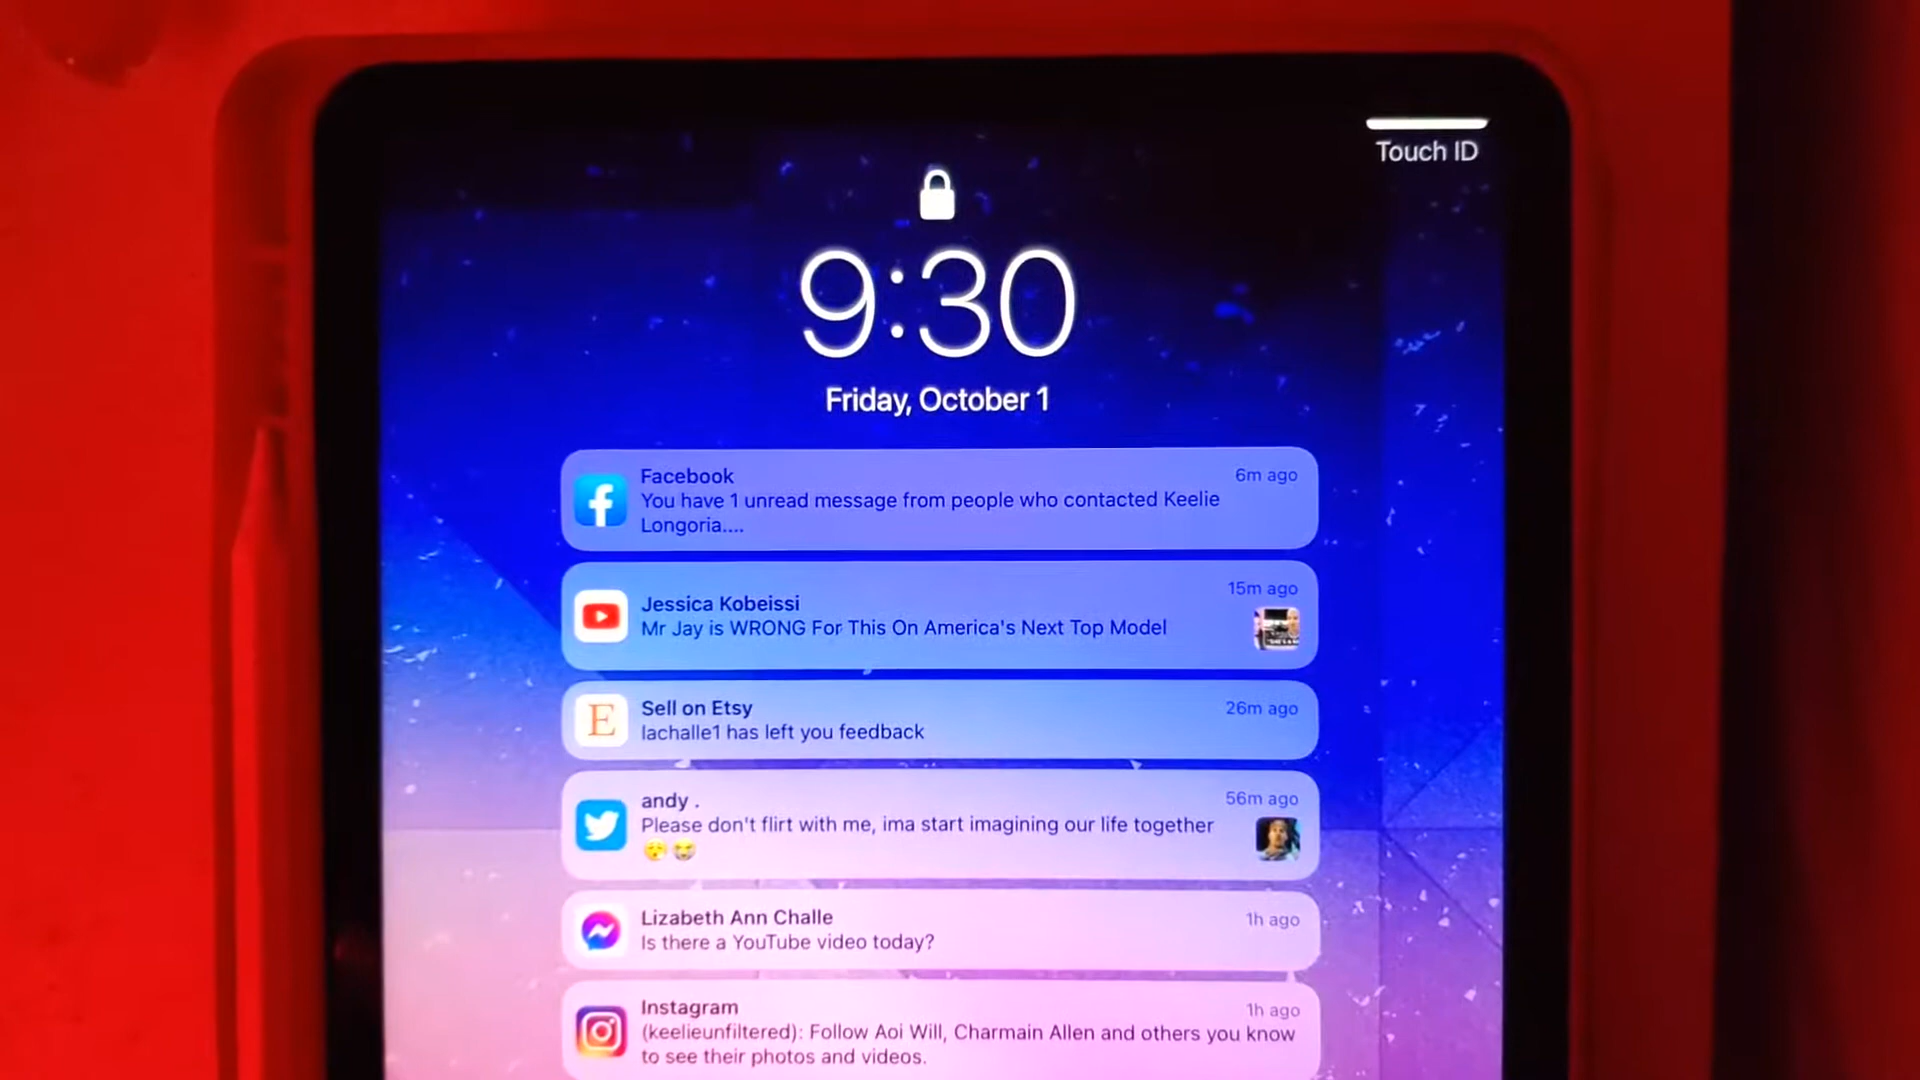 Touch ID
9:30
Friday, October 1
Facebook
6m ago
You have 1 unread message from people who contacted Keelie
Longoria....
15m ago
Jessica Kobeissi
Mr Jay is WRONG For This On America's Next Top Model
Sell on Etsy
26m ago
E
lachalle1 has left you feedback
andy .
56m ago
Please don't flirt with me, ima start imagining our life together
😲 😭
Lizabeth Ann Challe
1h ago
Is there a YouTube video today?
Instagram
1h ago
(keelieunfiltered): Follow Aoi Will, Charmain Allen and others you know
to see their photos and videos.